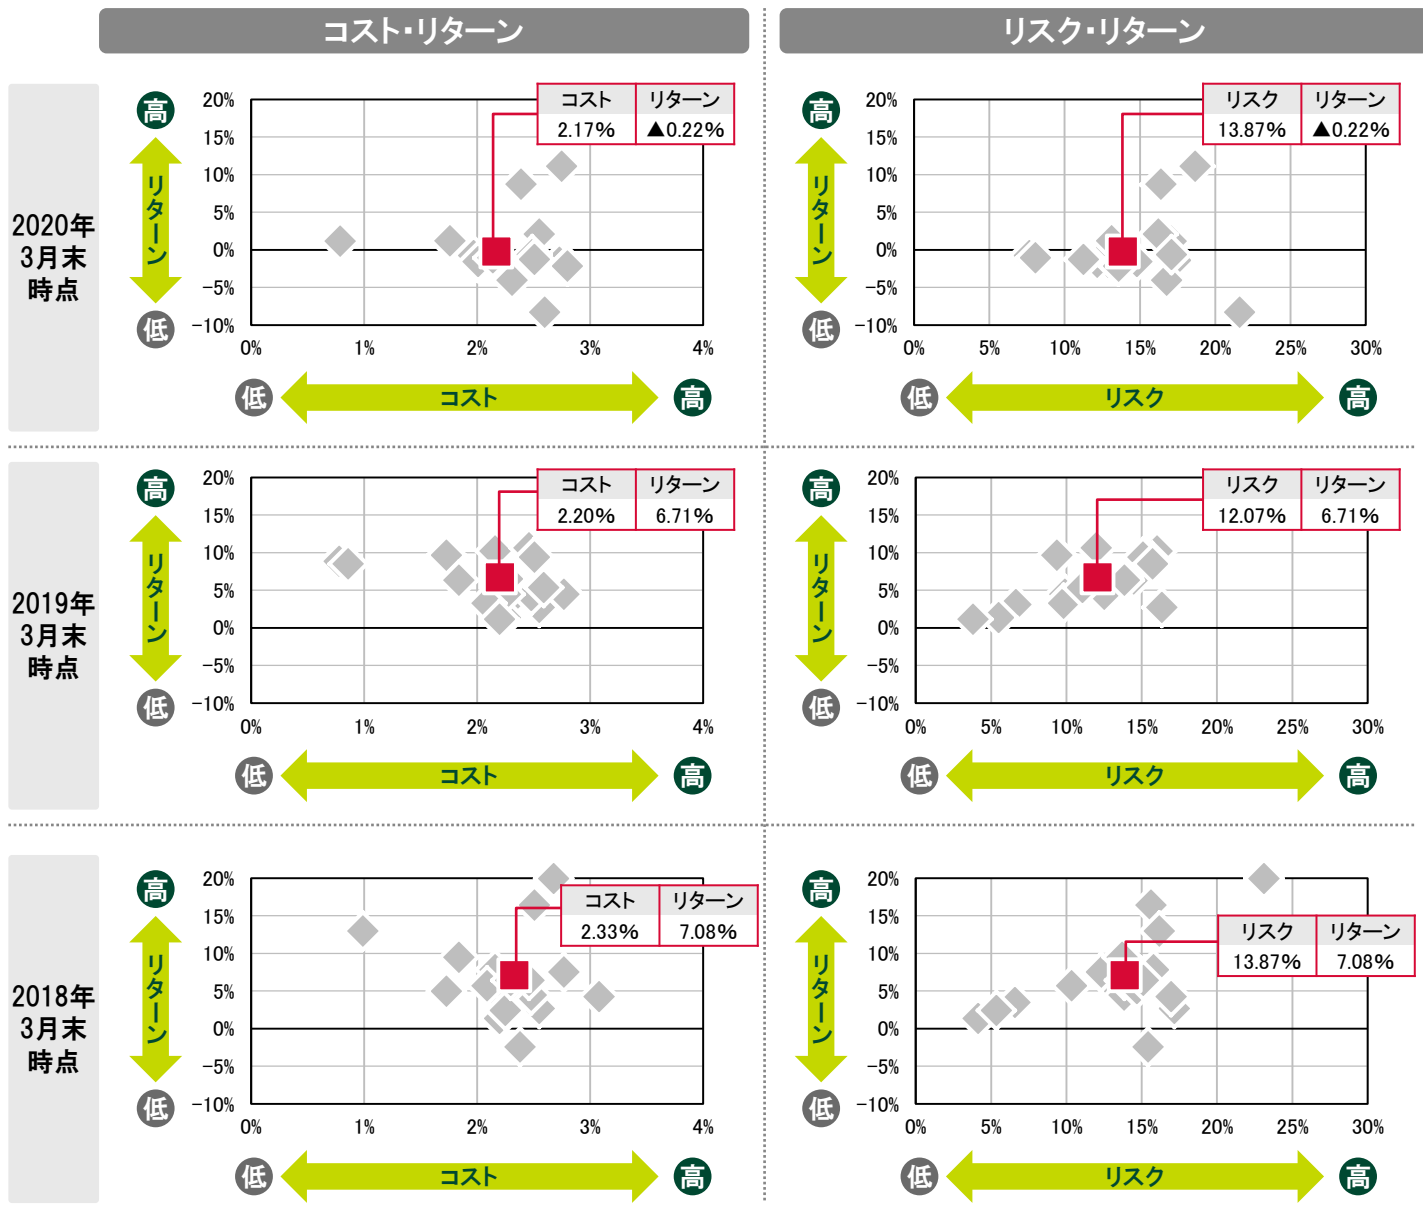 コスト・リターン
リスク・リターン
2020年
3月末
時点
高
リターン
低
20%
15%
10%
5%
0%
−5%
−10%
0%
1%
2%
3%
4%
コスト リターン
2.17% ▲0.22%
低
コスト
高
高
リターン
低
20%
15%
10%
5%
0%
−5%
−10%
0%
5%
10%
15%
20%
25%
30%
リスク リターン
13.87% ▲0.22%
低
リスク
高
2019年
3月末
時点
高
リターン
低
20%
15%
10%
5%
0%
−5%
−10%
0%
1%
2%
3%
4%
コスト リターン
2.20% 6.71%
低
コスト
高
高
リターン
低
20%
15%
10%
5%
0%
−5%
−10%
0%
5%
10%
15%
20%
25%
30%
リスク リターン
12.07% 6.71%
低
リスク
高
2018年
3月末
時点
高
リターン
低
20%
15%
10%
5%
0%
−5%
−10%
0%
1%
2%
3%
4%
コスト リターン
2.33% 7.08%
低
コスト
高
高
リターン
低
20%
15%
10%
5%
0%
−5%
−10%
0%
5%
10%
15%
20%
25%
30%
リスク リターン
13.87% 7.08%
低
リスク
高